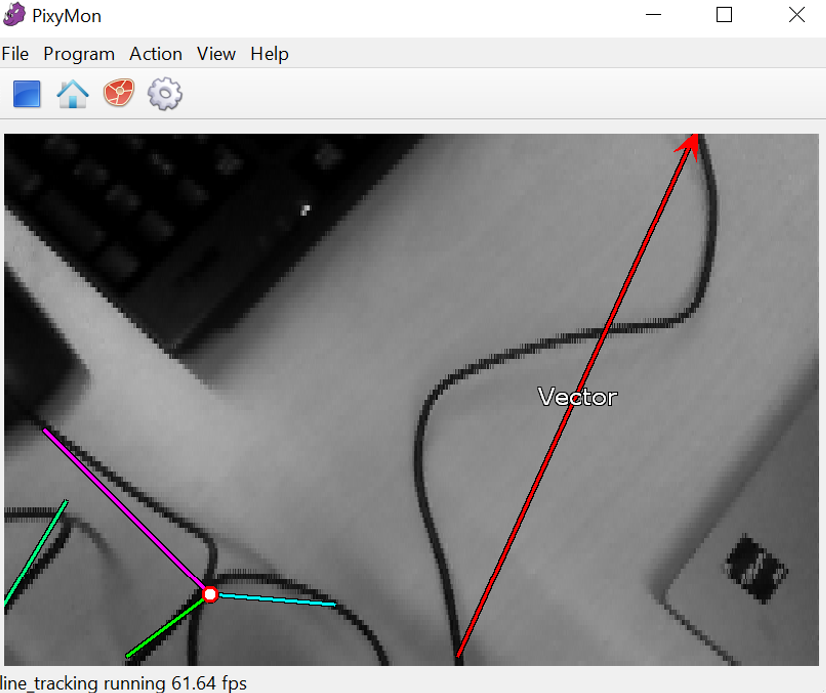 PixyMon
File Program Action View Help
Vector
line_tracking running 61.64 fps